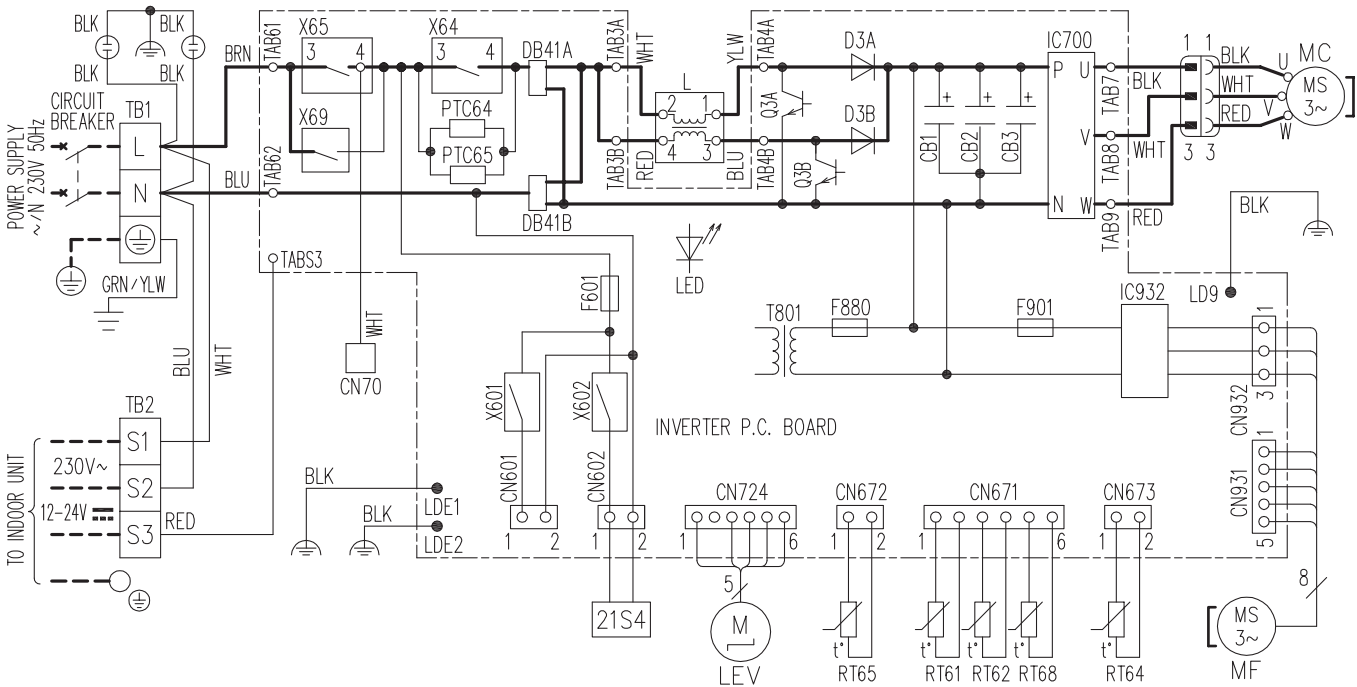 BLK
BLK
BLK
BLK
CIRCUIT
BREAKER
POWER SUPPLY
~/N 230V 50Hz
TB1
L
N
GRN/YLW
BRN
BLU
TAB61
TAB62
TABS3
X65
3 4
X69
X64
3 4
PTC64
PTC65
DB41A
DB41B
TAB3A
WHT
TAB3B
RED
L
2 1
4 3
YLW
TAB4A
BLU
TAB4B
Q3A
Q3B
D3A
D3B
LED
CB1
+
CB2
+
CB3
+
IC700
P U
V
N W
TAB7
TAB8
TAB9
BLK
WHT
RED
1 1
3 3
BLK
WHT
RED
U
V
W
MC
MS
3~
BLK
LD9
BLU
WHT
TB2
S1
S2
S3
TO INDOOR UNIT
230V~
12-24V
RED
WHT
CN70
F601
X601
X602
T801
F880
F901
IC932
1
3
CN932
1
5
CN931
INVERTER P.C. BOARD
BLK
LDE1
BLK
LDE2
CN601
1 2
CN602
1 2
21S4
CN724
1 6
5
M
LEV
CN672
1 2
t°
RT65
CN671
1 6
t°
RT61
t°
RT62
t°
RT68
CN673
1 2
t°
RT64
8
MS
3~
MF